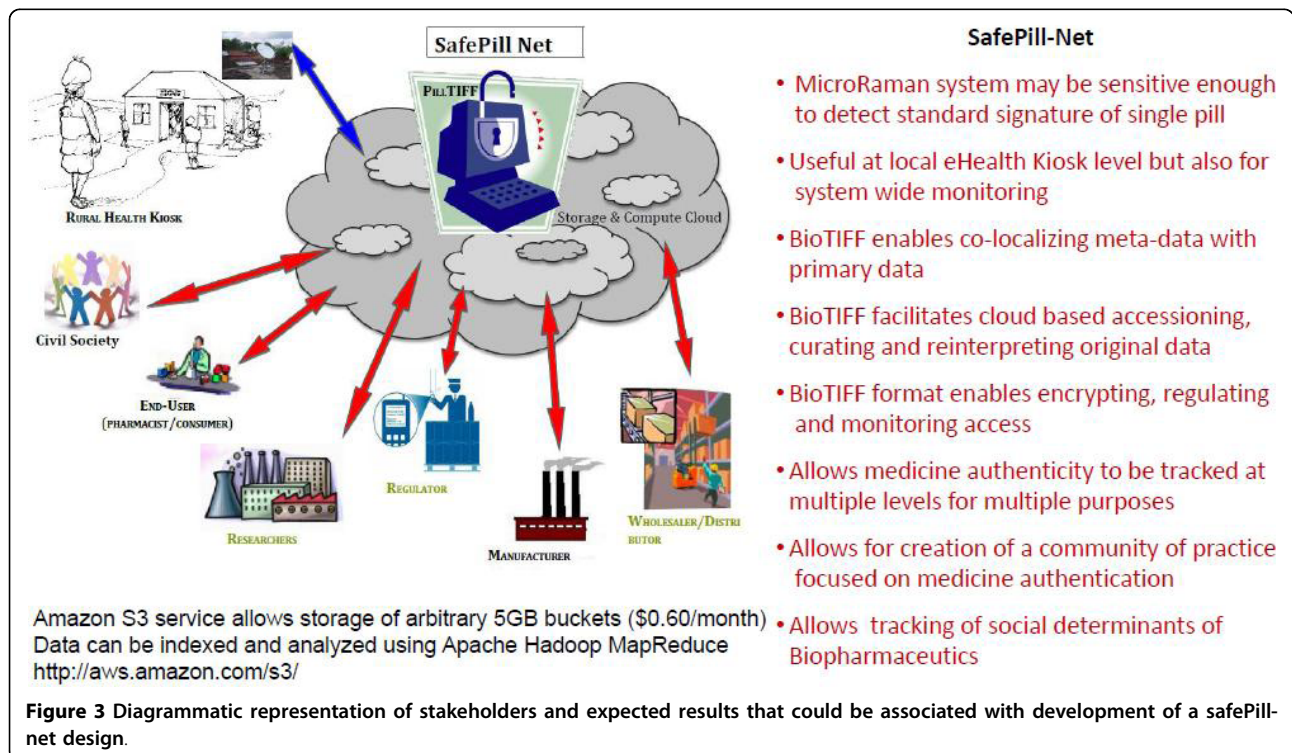 SafePill Net
PILLTIFF
Storage & Compute Cloud
RURAL HEALTH KIOSK
Civil Society
END-USER
(PHARMACIST/CONSUMER)
RESEARCHERS
REGULATOR
MANUFACTURER
WHOLESALER/DISTRI
BUTOR
Amazon S3 service allows storage of arbitrary 5GB buckets ($0.60/month)
Data can be indexed and analyzed using Apache Hadoop MapReduce
http://aws.amazon.com/s3/
SafePill-Net
• MicroRaman system may be sensitive enough
to detect standard signature of single pill
• Useful at local eHealth Kiosk level but also for
system wide monitoring
• BioTIFF enables co-localizing meta-data with
primary data
• BioTIFF facilitates cloud based accessioning,
curating and reinterpreting original data
• BioTIFF format enables encrypting, regulating
and monitoring access
• Allows medicine authenticity to be tracked at
multiple levels for multiple purposes
• Allows for creation of a community of practice
focused on medicine authentication
• Allows tracking of social determinants of
Biopharmaceutics
Figure 3 Diagrammatic representation of stakeholders and expected results that could be associated with development of a safePill-
net design.